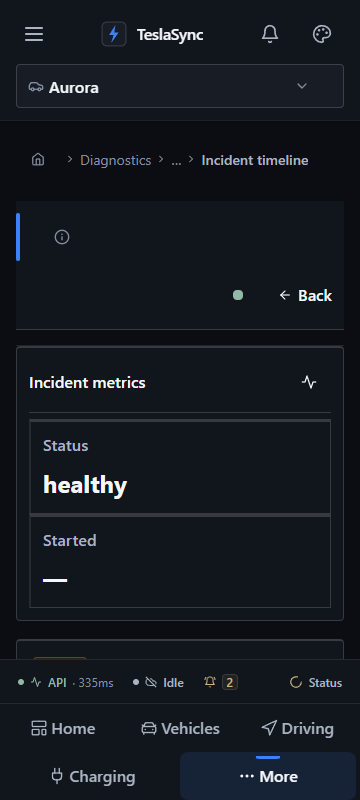 TeslaSync
Aurora
Diagnostics ... Incident timeline
Back
Incident metrics
Status
healthy
Started
—
API · 335ms Idle 2 Status
Home Vehicles Driving
Charging More